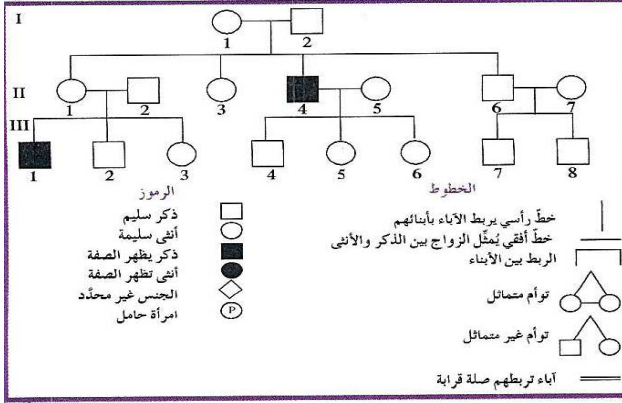 I
1 2
II
1 2 3 4 5 6 7
III
1 2 3 4 5 6 7 8
الرموز
ذكر سليم
أنثى سليمة
ذكر يظهر الصفة
أنثى تظهر الصفة
الجنس غير محدَّد
امرأة حامل
P
الخطوط
خطّ رأسي يربط الآباء بأبنائهم
خطّ أفقي يُمثِّل الزواج بين الذكر والأنثى
الربط بين الأبناء
توأم متماثل
توأم غير متماثل
آباء تربطهم صلة قرابة